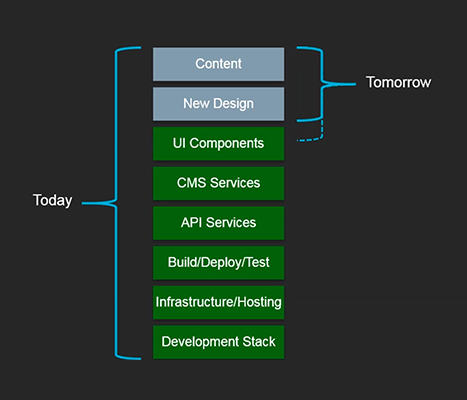 Content
Tomorrow
New Design
UI Components
CMS Services
Today
API Services
Build/Deploy/Test
Infrastructure/Hosting
Development Stack